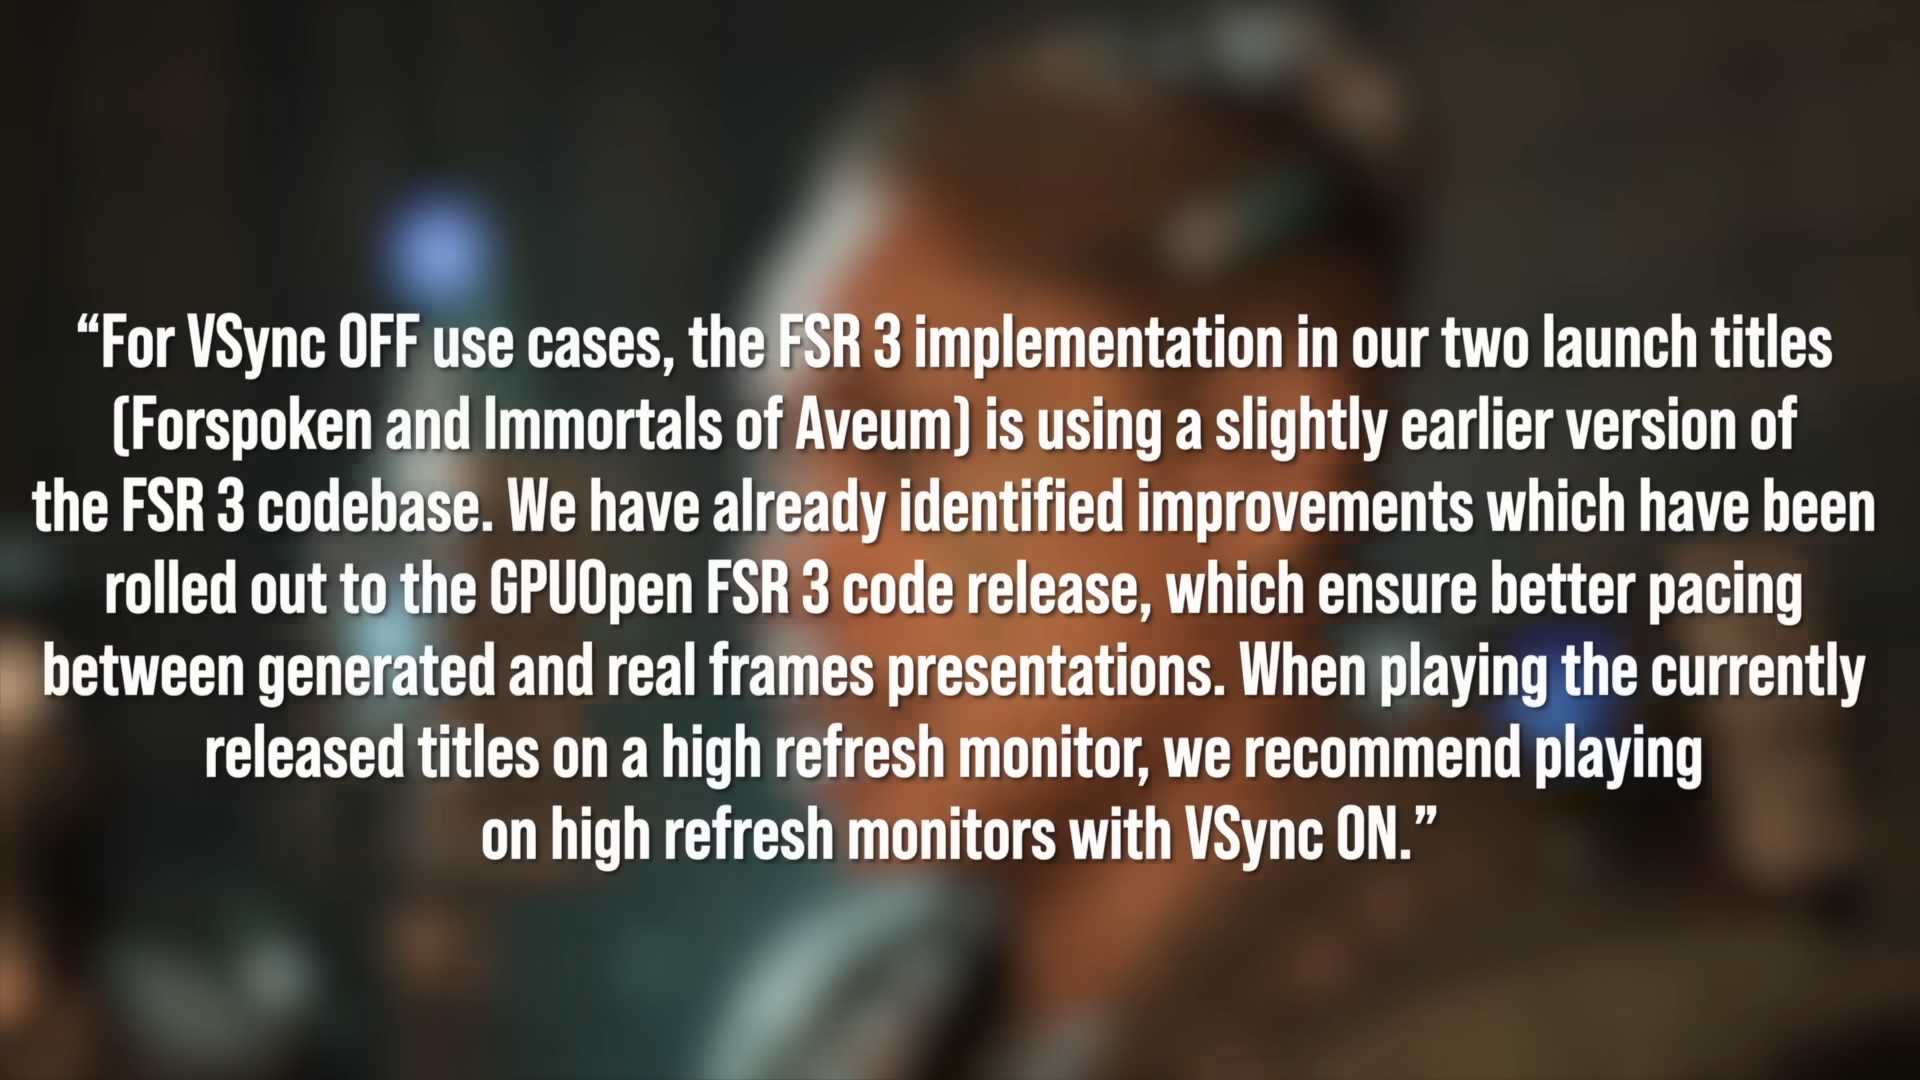 “For VSync OFF use cases, the FSR 3 implementation in our two launch titles
(Forspoken and Immortals of Aveum) is using a slightly earlier version of
the FSR 3 codebase. We have already identified improvements which have been
rolled out to the GPUOpen FSR 3 code release, which ensure better pacing
between generated and real frames presentations. When playing the currently
released titles on a high refresh monitor, we recommend playing
on high refresh monitors with VSync ON.”